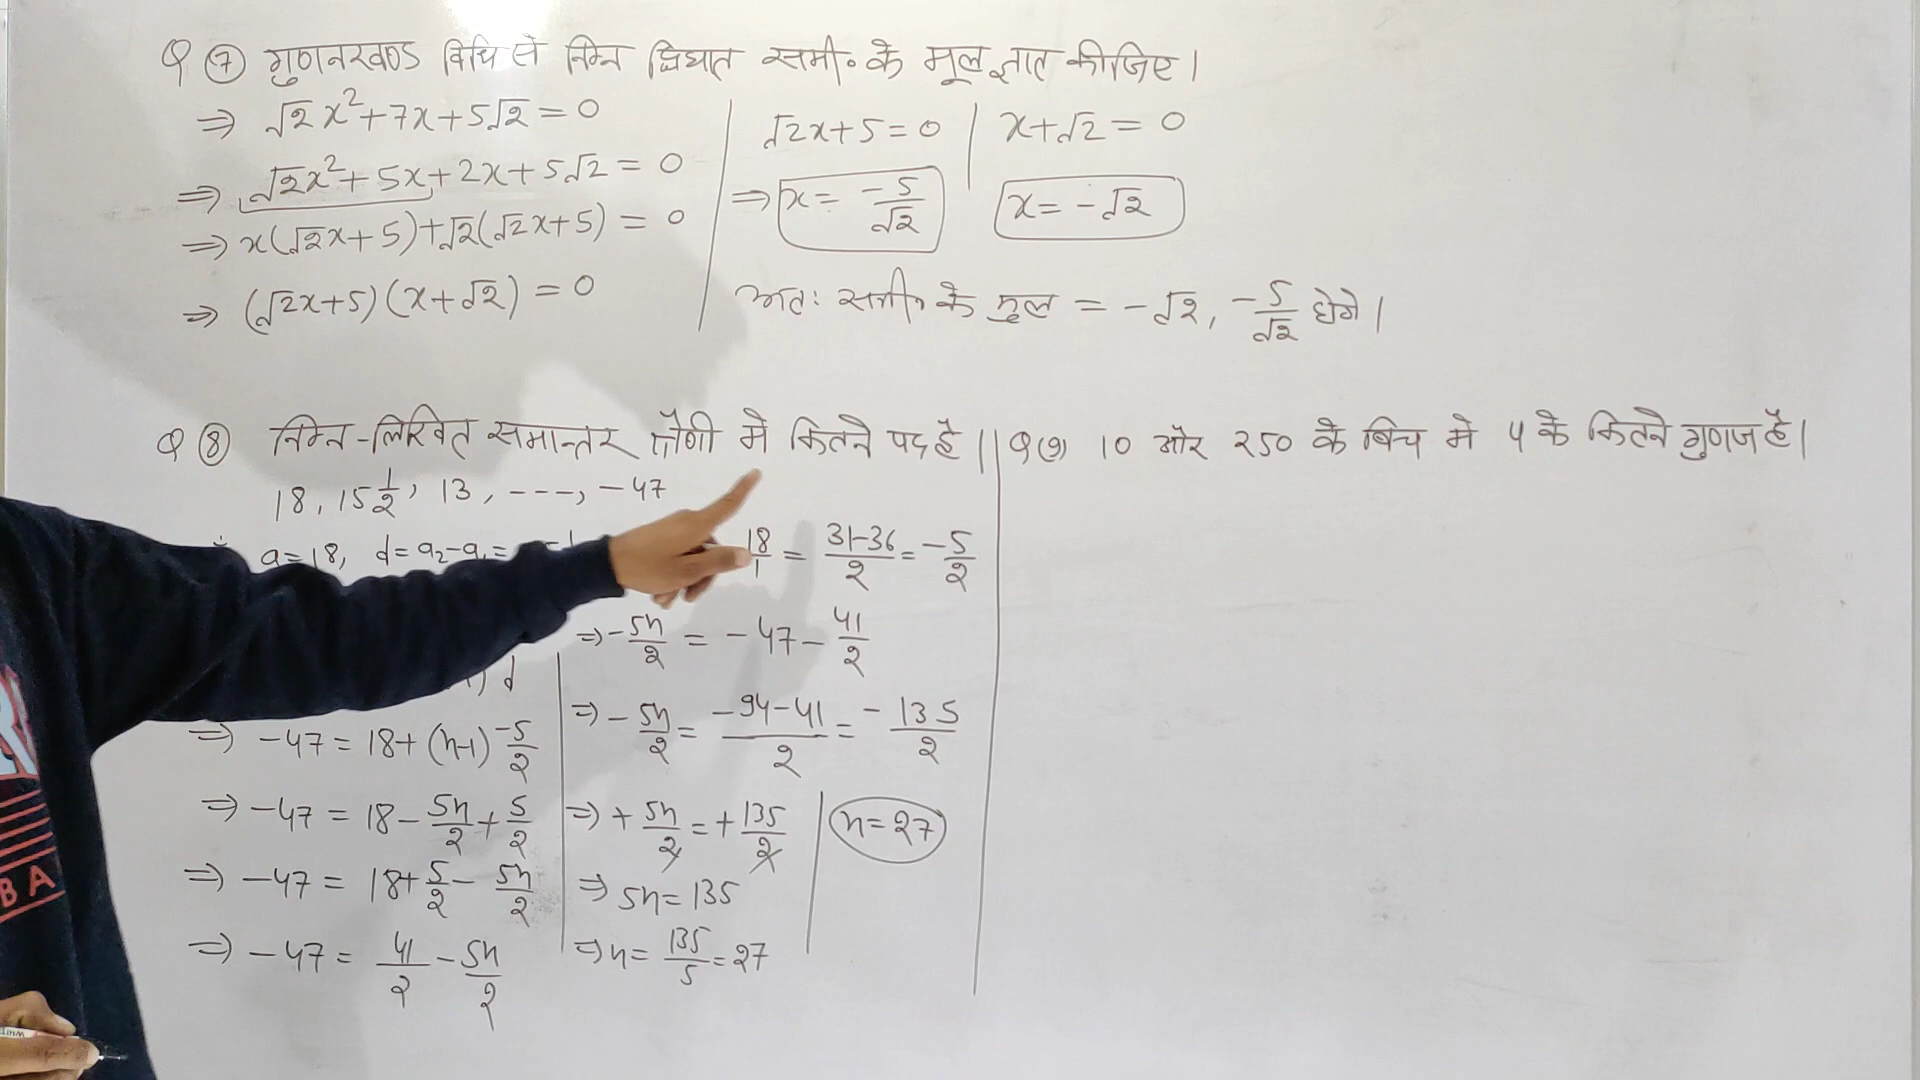 Q ⑦ गुणनखण्ड विधि से निम्न द्विघात समी० के मूल ज्ञात कीजिए।
⇒ √2x²+7x+5√2=0
⇒ √2x²+5x+2x+5√2=0
⇒ x(√2x+5)+√2(√2x+5)=0
⇒ (√2x+5)(x+√2)=0
√2x+5=0
⇒ x= -5/√2
x+√2=0
x=-√2
अतः समी० के मूल = -√2, -5/√2 होगे।
Q ⑧ निम्न-लिखित समान्तर में कितने पद है।
18, 15 1/2, 13, ---, -47
a=18, d=a₂-a₁=
18/1 = 31-36/2 = -5/2
d
⇒ -47=18+(n-1) -5/2
⇒ -47=18-5n/2+5/2
⇒ -47=18+5/2-5n/2
⇒ -47=41/2-5n/2
⇒ -5n/2=-47-41/2
⇒ -5n/2=-94-41/2=-135/2
⇒ +5n/2=+135/2
⇒ 5n=135
⇒ n=135/5=27
n=27
Q (9) 10 और 250 के बिच मे 4 के कितने गुणज है।
BA